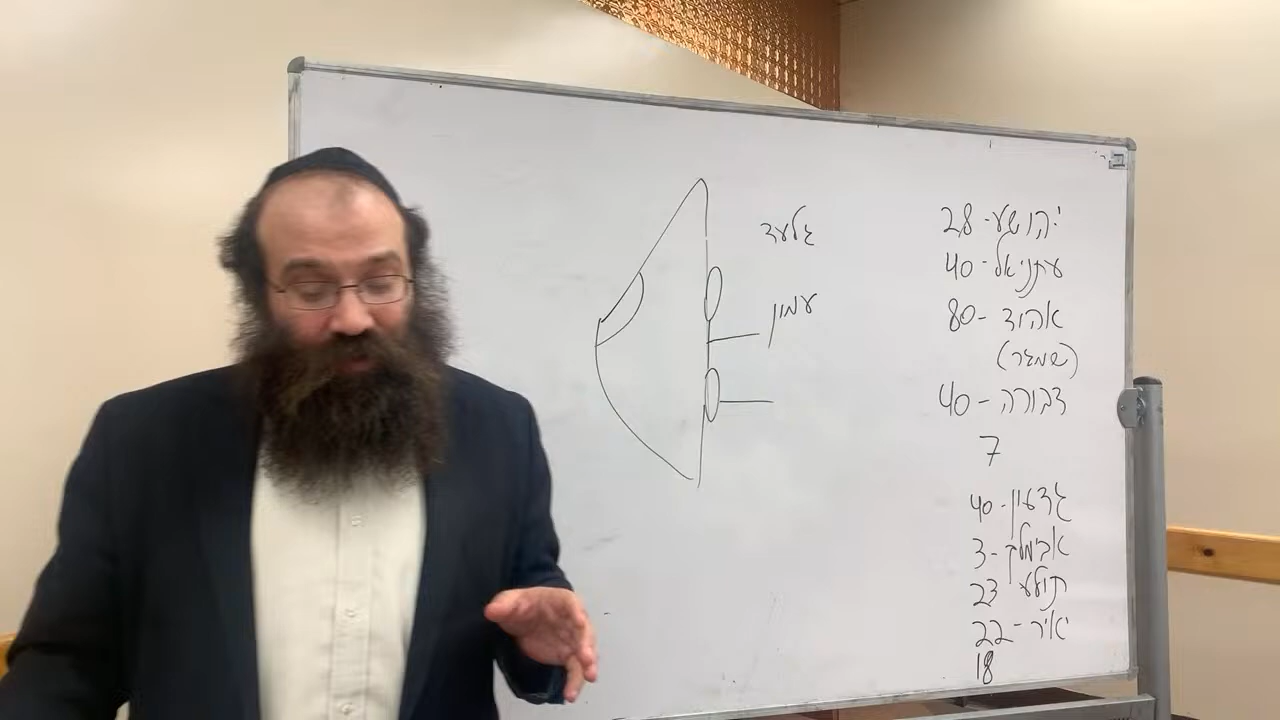 יהושע - 28
עתניאל - 40
אהוד - 80
(שמגר)
דבורה - 40
7
גדעון - 40
אבימלך - 3
תולע 23
יאיר - 22
18
גלעד
עמון